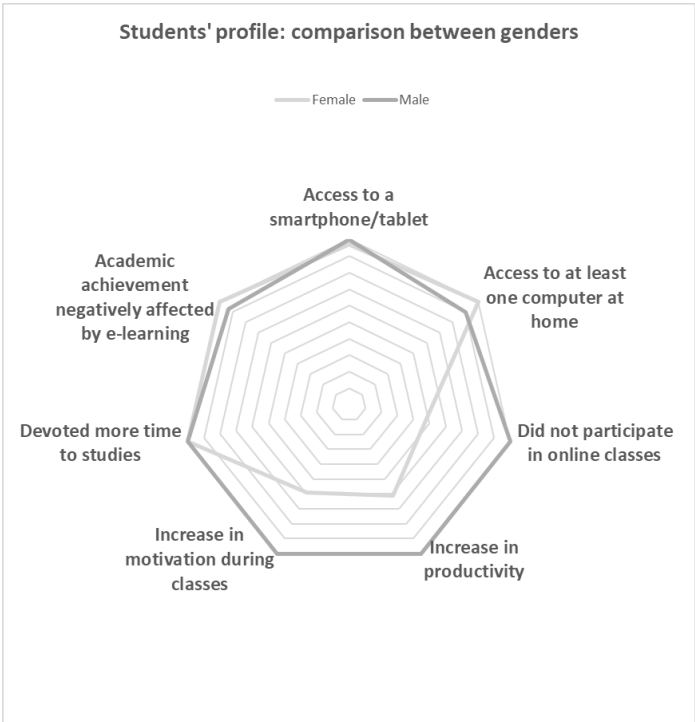 Students' profile: comparison between genders
Female Male
Access to a
smartphone/tablet
Access to at least
one computer at
home
Did not participate
in online classes
Increase in
productivity
Increase in
motivation during
classes
Devoted more time
to studies
Academic
achievement
negatively affected
by e-learning